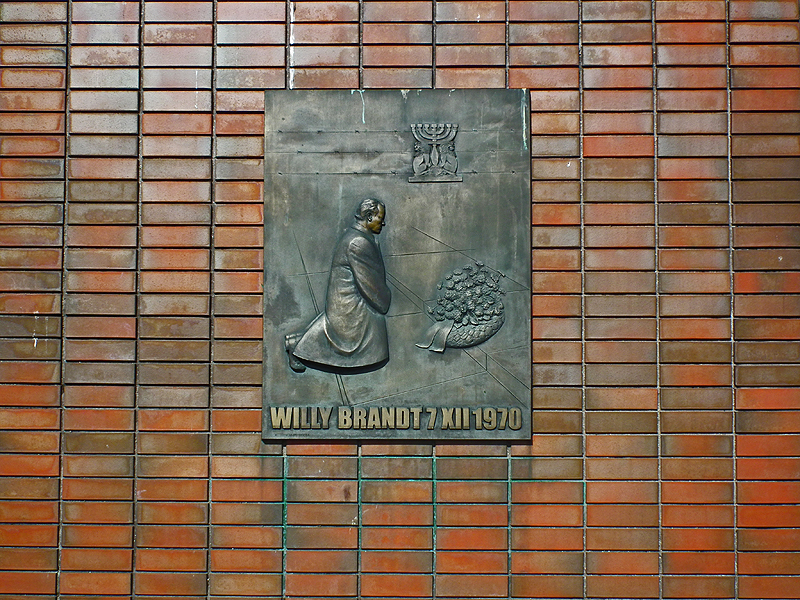 WILLY BRANDT 7 XII 1970